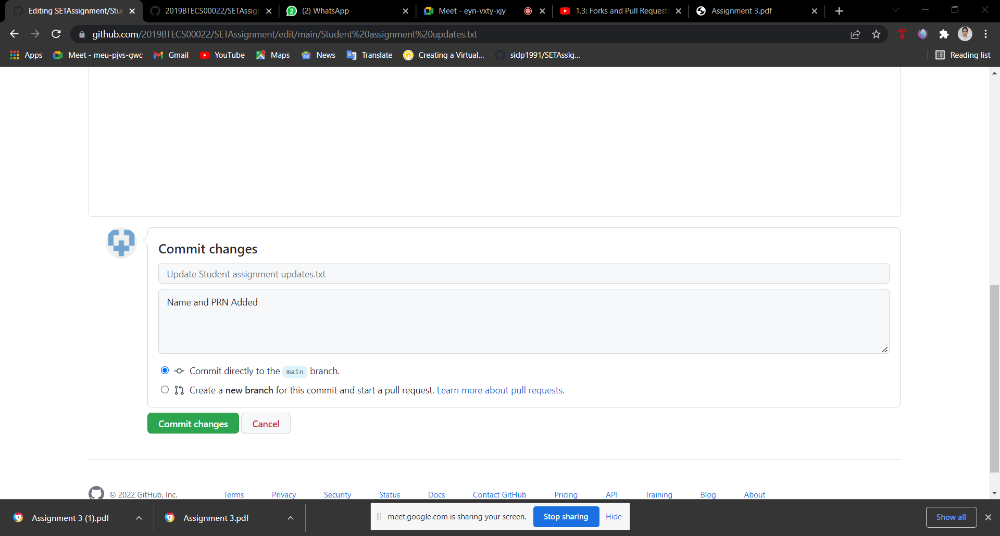 Editing SETAssignment/Stud
2019BTECS00022/SETAssign
2
(2) WhatsApp
Meet - eyn-vxty-xjy
1.3: Forks and Pull Requests
Assignment 3.pdf
github.com/2019BTECS00022/SETAssignment/edit/main/Student%20assignment%20updates.txt
Apps
Meet - meu-pjvs-gwc
Gmail
YouTube
Maps
News
Translate
Creating a Virtual...
sidp1991/SETAssig...
Reading list
Commit changes
Update Student assignment updates.txt
Name and PRN Added
Commit directly to the main branch.
Create a new branch for this commit and start a pull request. Learn more about pull requests.
Commit changes
Cancel
© 2022 GitHub, Inc.
Terms
Privacy
Security
Status
Docs
Contact GitHub
Pricing
API
Training
Blog
About
Assignment 3 (1).pdf
Assignment 3.pdf
meet.google.com is sharing your screen.
Stop sharing
Hide
Show all